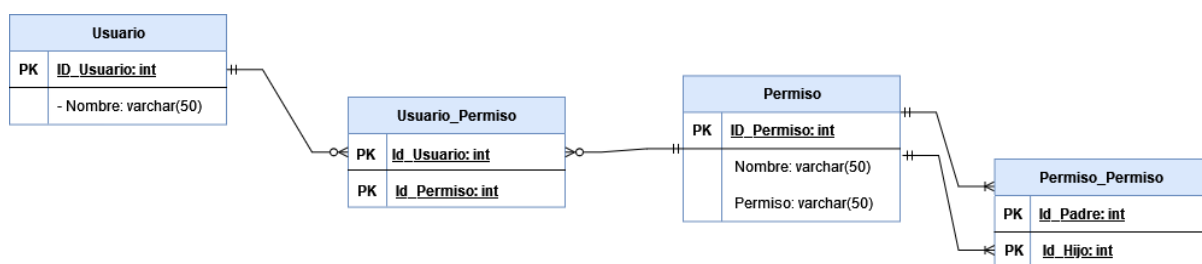 Usuario
PK ID_Usuario: int
- Nombre: varchar(50)
Usuario_Permiso
PK Id_Usuario: int
PK Id_Permiso: int
Permiso
PK ID_Permiso: int
Nombre: varchar(50)
Permiso: varchar(50)
Permiso_Permiso
PK Id_Padre: int
PK Id_Hijo: int